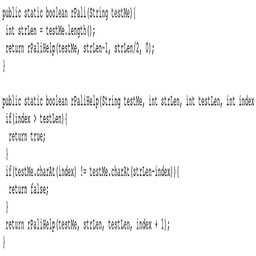 public static boolean rPali(String testMe){
int strLen = testMe.length();
return rPaliHelp(testMe, strLen-1, strLen/2, 0);
}
public static boolean rPaliHelp(String testMe, int strLen, int testLen, int index
if(index > testLen){
return true;
}
if(testMe.charAt(index) != testMe.charAt(strLen-index)){
return false;
}
return rPaliHelp(testMe, strLen, testLen, index + 1);
}